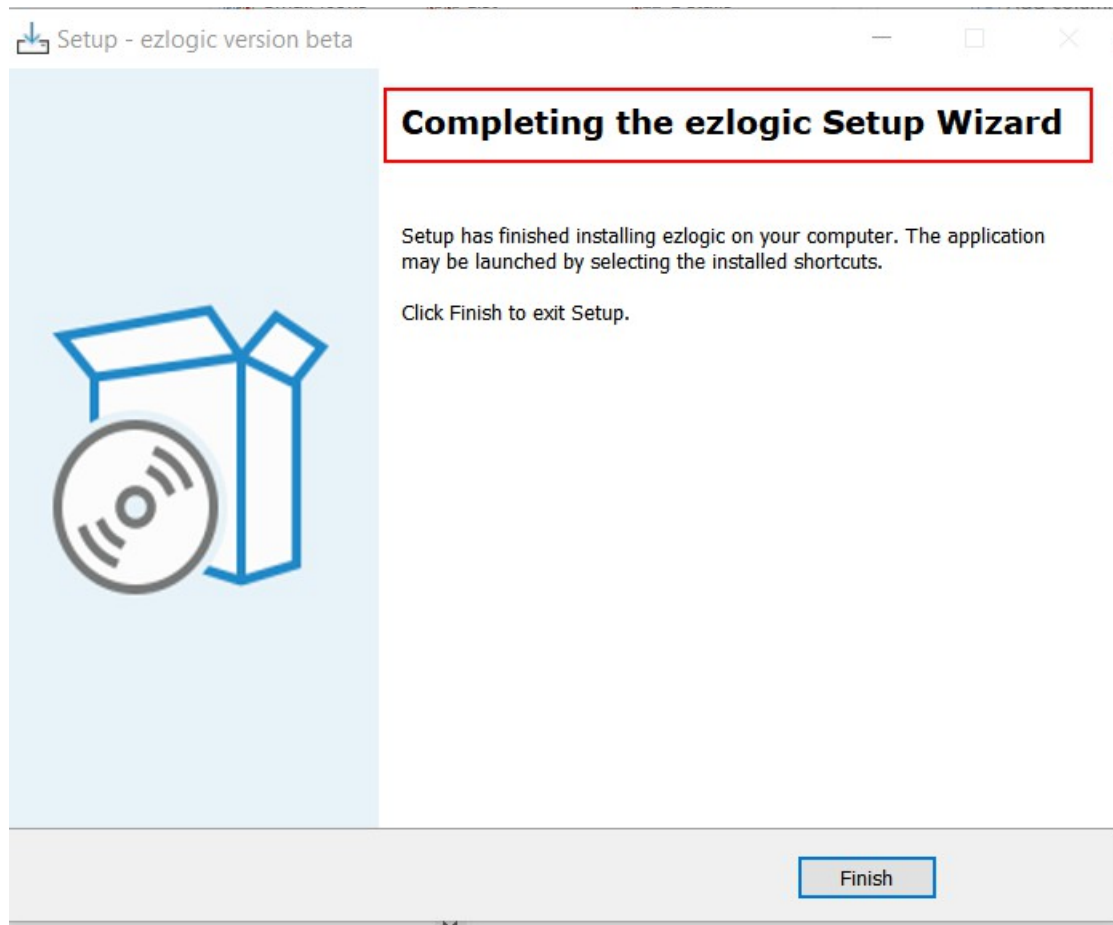 Setup - ezlogic version beta
Completing the ezlogic Setup Wizard
Setup has finished installing ezlogic on your computer. The application
may be launched by selecting the installed shortcuts.
Click Finish to exit Setup.
Finish